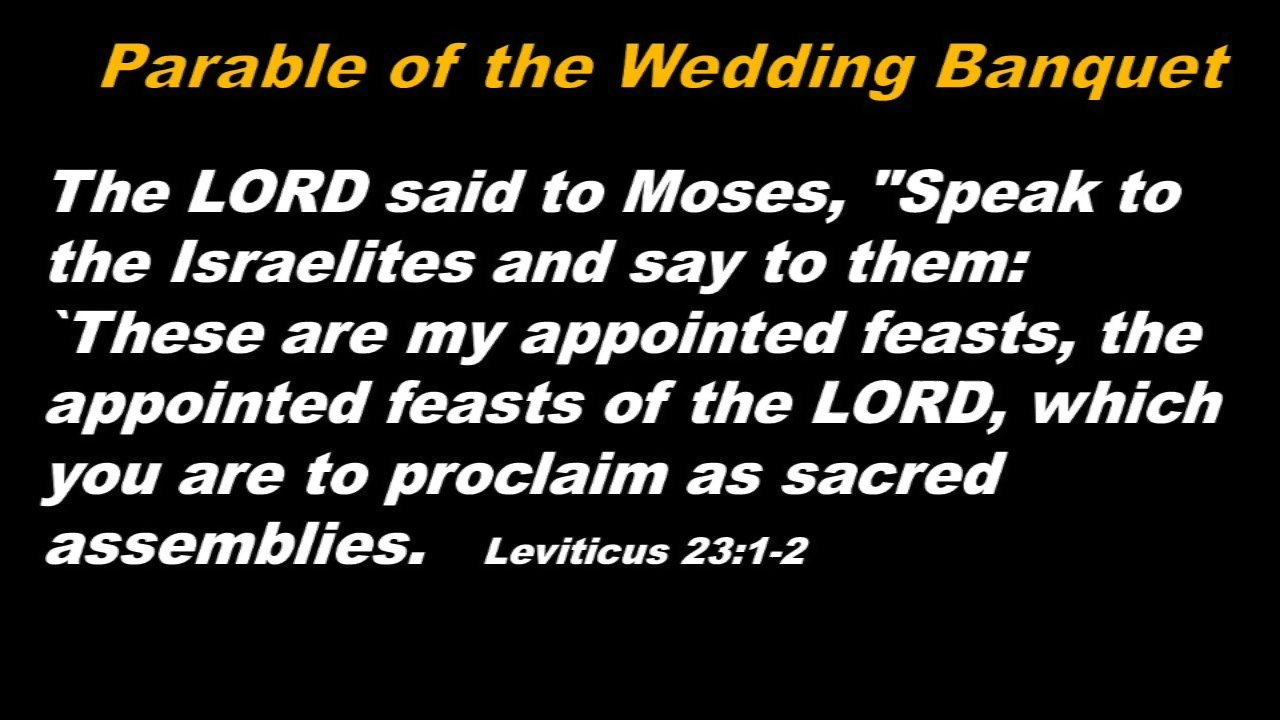 Parable of the Wedding Banquet
The LORD said to Moses, "Speak to
the Israelites and say to them:
`These are my appointed feasts, the
appointed feasts of the LORD, which
you are to proclaim as sacred
assemblies. Leviticus 23:1-2